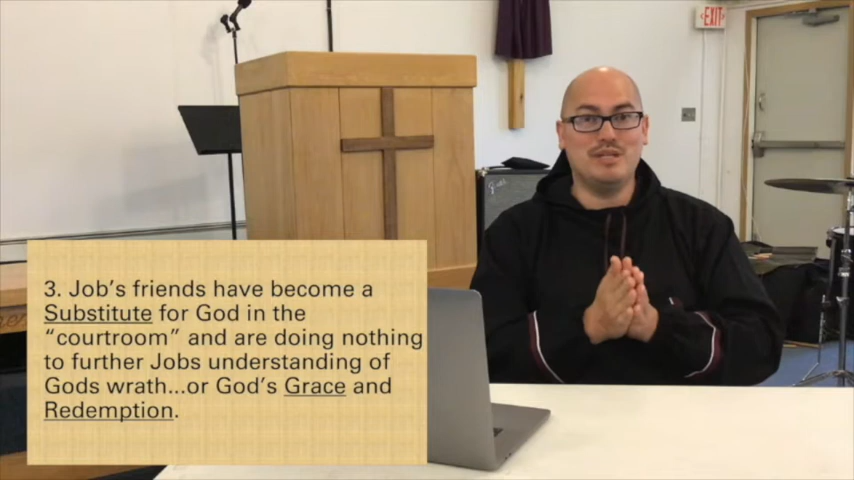 EXIT
3. Job's friends have become a
Substitute for God in the
"courtroom" and are doing nothing
to further Jobs understanding of
Gods wrath...or God's Grace and
Redemption.